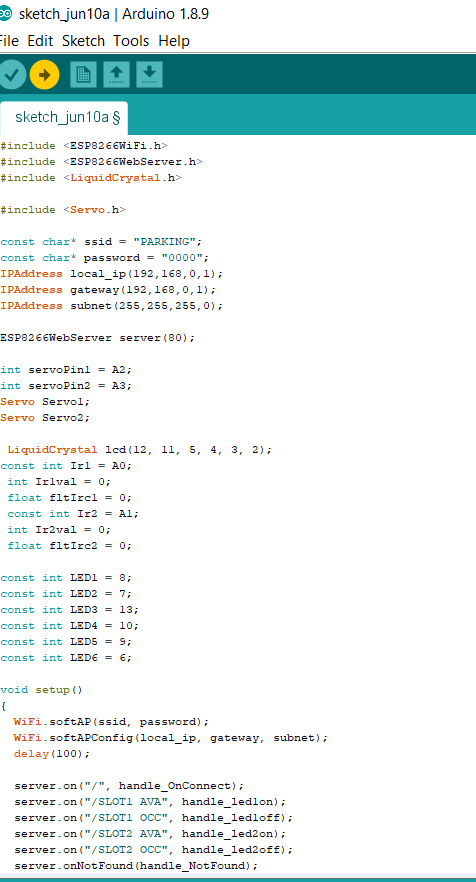 sketch_jun10a | Arduino 1.8.9
File Edit Sketch Tools Help
sketch_jun10a §
#include <ESP8266WiFi.h>
#include <ESP8266WebServer.h>
#include <LiquidCrystal.h>
#include <Servo.h>
const char* ssid = "PARKING";
const char* password = "0000";
IPAddress local_ip(192,168,0,1);
IPAddress gateway(192,168,0,1);
IPAddress subnet(255,255,255,0);
ESP8266WebServer server(80);
int servoPin1 = A2;
int servoPin2 = A3;
Servo Servo1;
Servo Servo2;
LiquidCrystal lcd(12, 11, 5, 4, 3, 2);
const int Ir1 = A0;
int Ir1val = 0;
float fltIrc1 = 0;
const int Ir2 = A1;
int Ir2val = 0;
float fltIrc2 = 0;
const int LED1 = 8;
const int LED2 = 7;
const int LED3 = 13;
const int LED4 = 10;
const int LED5 = 9;
const int LED6 = 6;
void setup()
{
WiFi.softAP(ssid, password);
WiFi.softAPConfig(local_ip, gateway, subnet);
delay(100);
server.on("/", handle_OnConnect);
server.on("/SLOT1 AVA", handle_led1on);
server.on("/SLOT1 OCC", handle_led1off);
server.on("/SLOT2 AVA", handle_led2on);
server.on("/SLOT2 OCC", handle_led2off);
server.onNotFound(handle_NotFound);